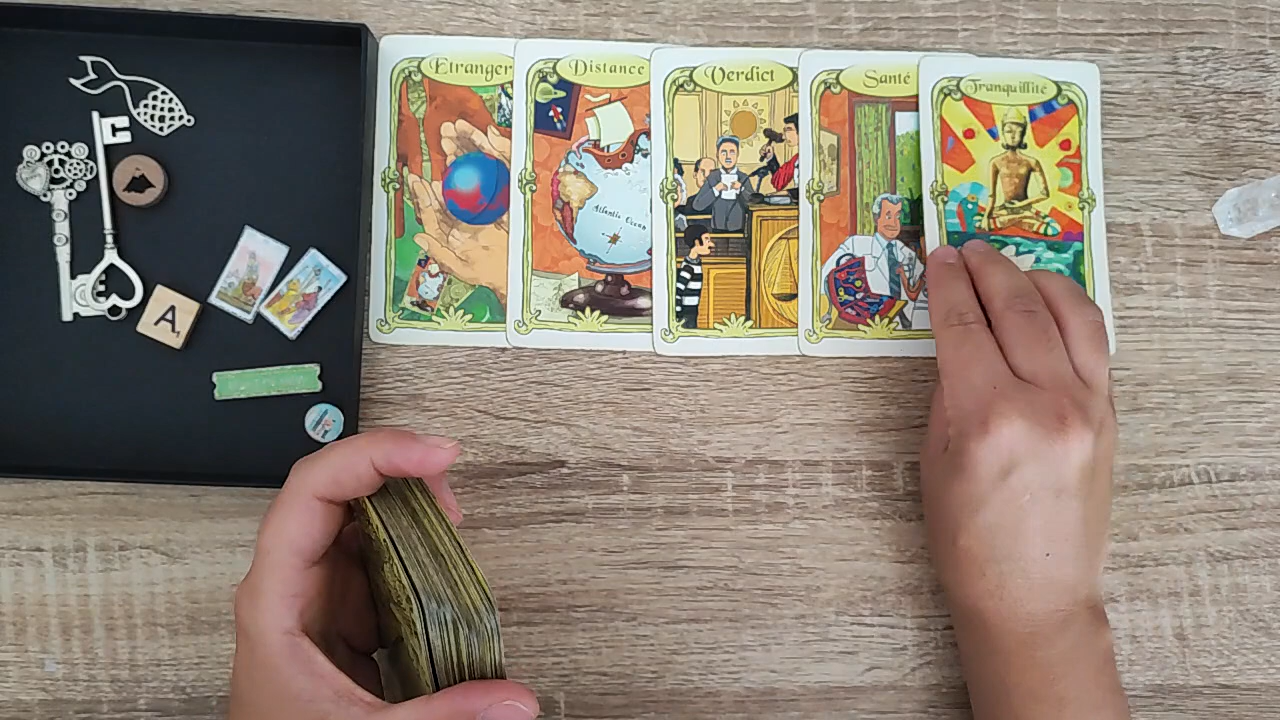 Etranger
Distance
Verdict
Santé
Tranquillité
Atlantic Ocean
A